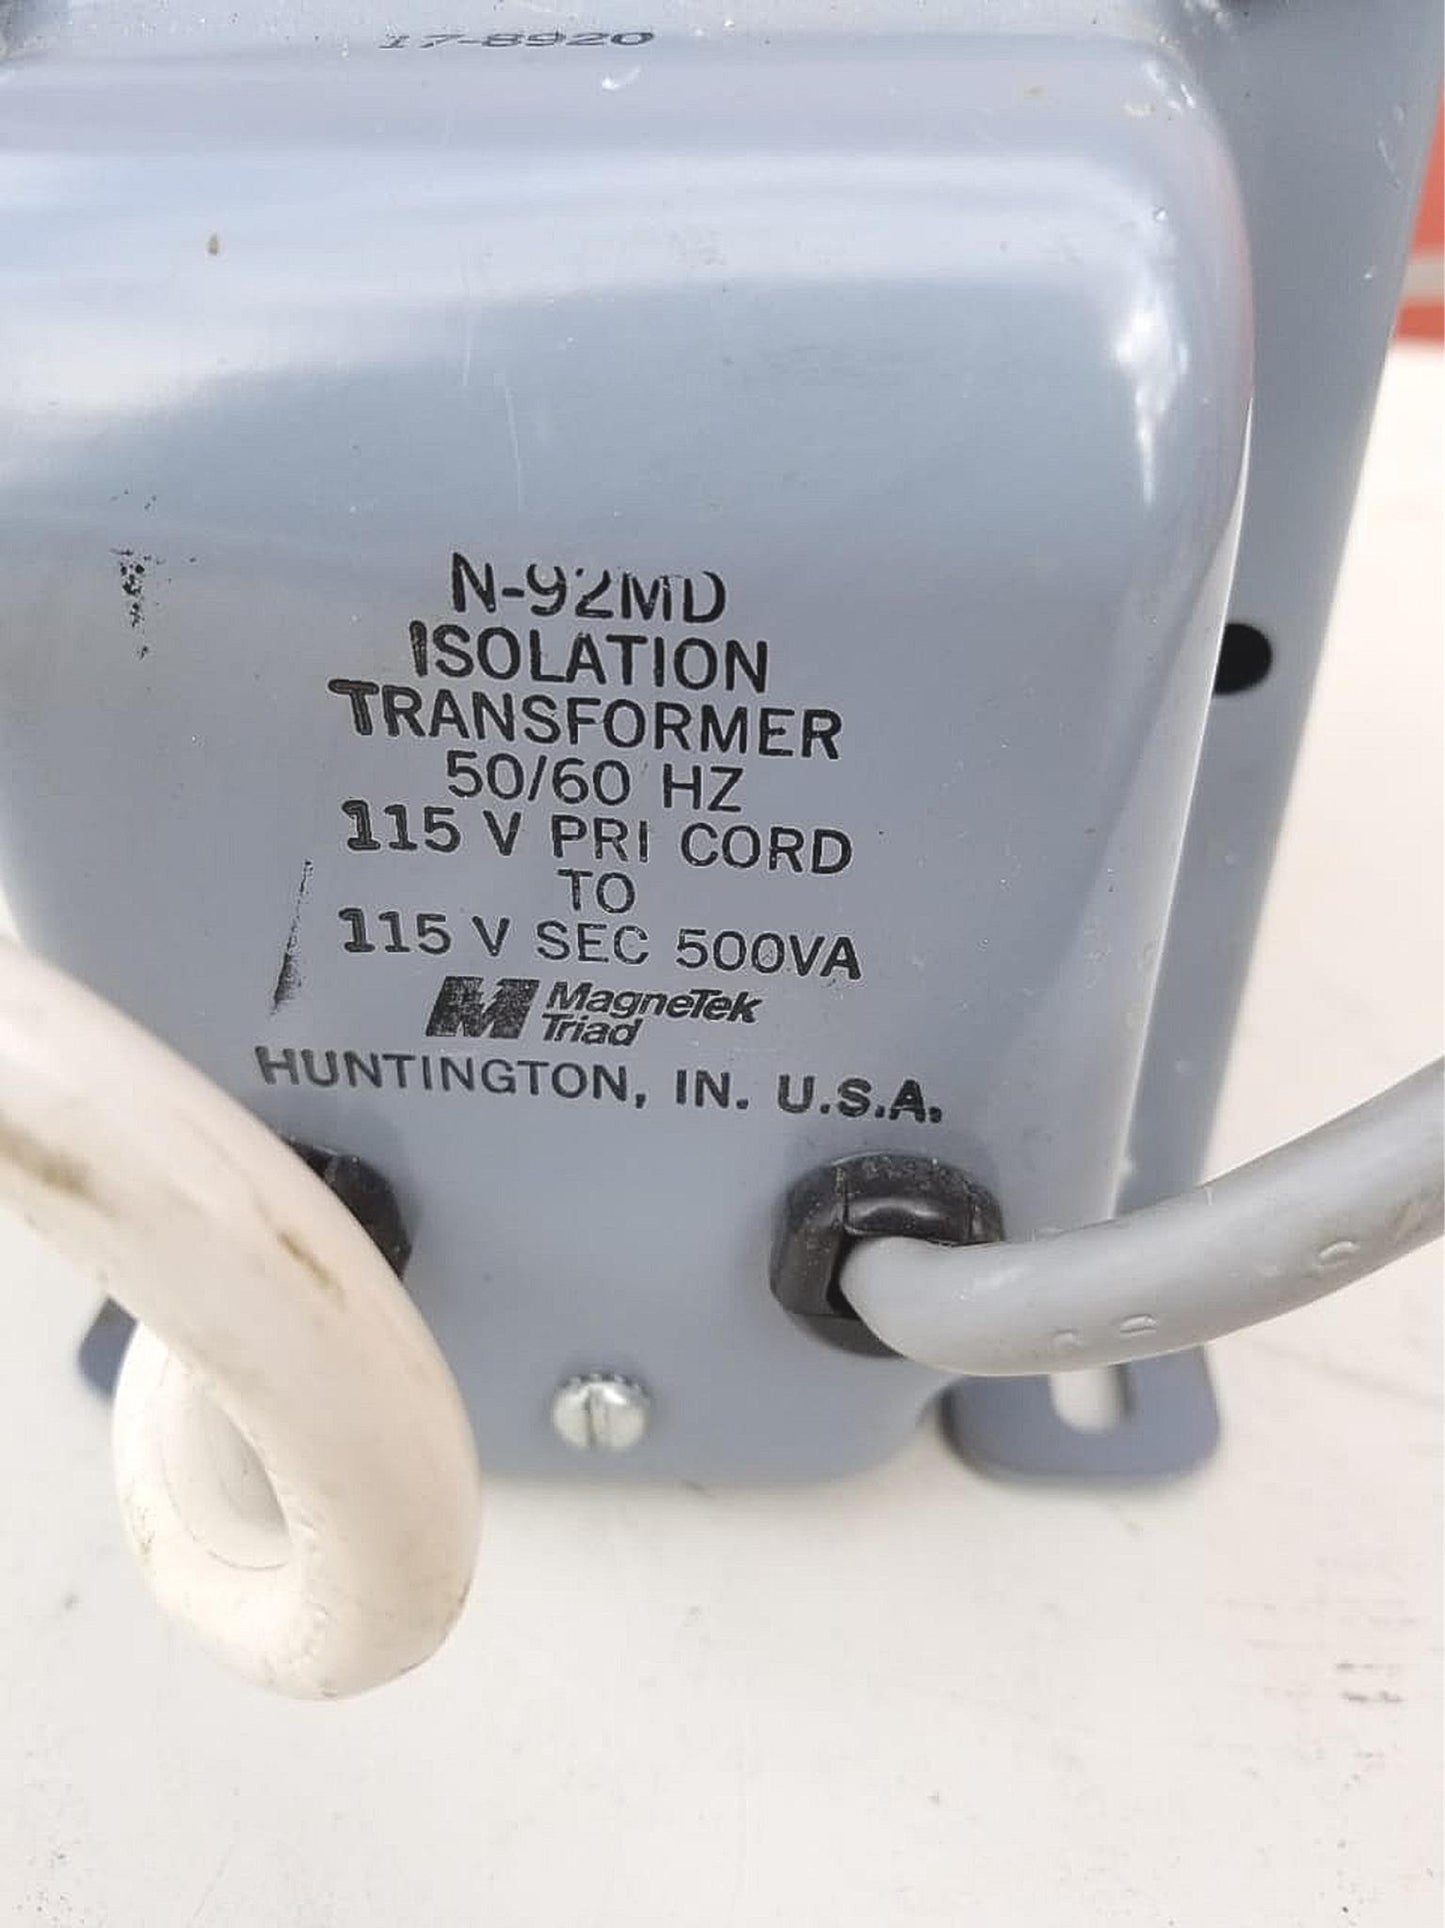 17-8920
N-92MD
ISOLATION
TRANSFORMER
50/60 HZ
115 V PRI CORD
TO
115 V SEC 500VA
MagneTek
Triad
HUNTINGTON, IN. U.S.A.